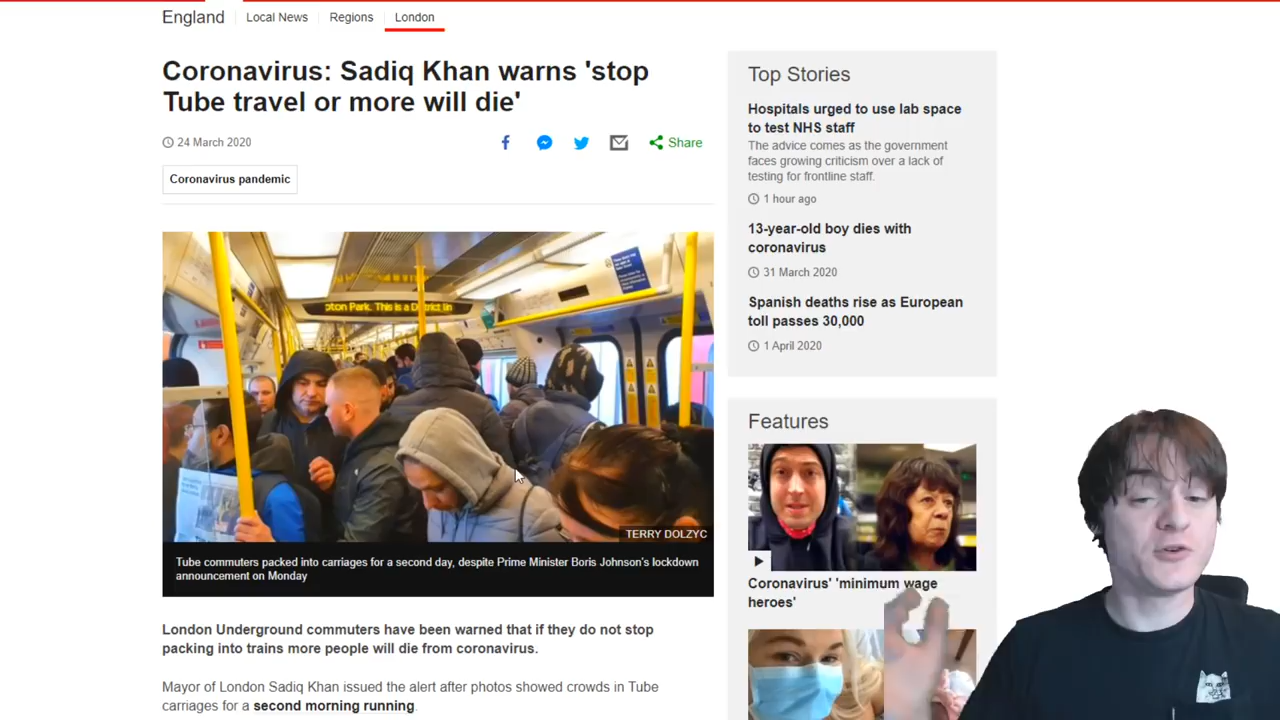 England
Local News
Regions
London
Coronavirus: Sadiq Khan warns 'stop
Tube travel or more will die'
24 March 2020
Share
Coronavirus pandemic
pton Park. This is a District lin
TERRY DOLZYC
Tube commuters packed into carriages for a second day, despite Prime Minister Boris Johnson's lockdown
announcement on Monday
London Underground commuters have been warned that if they do not stop
packing into trains more people will die from coronavirus.
Mayor of London Sadiq Khan issued the alert after photos showed crowds in Tube
carriages for a second morning running.
Top Stories
Hospitals urged to use lab space
to test NHS staff
The advice comes as the government
faces growing criticism over a lack of
testing for frontline staff.
1 hour ago
13-year-old boy dies with
coronavirus
31 March 2020
Spanish deaths rise as European
toll passes 30,000
1 April 2020
Features
Coronavirus' 'minimum wage
heroes'